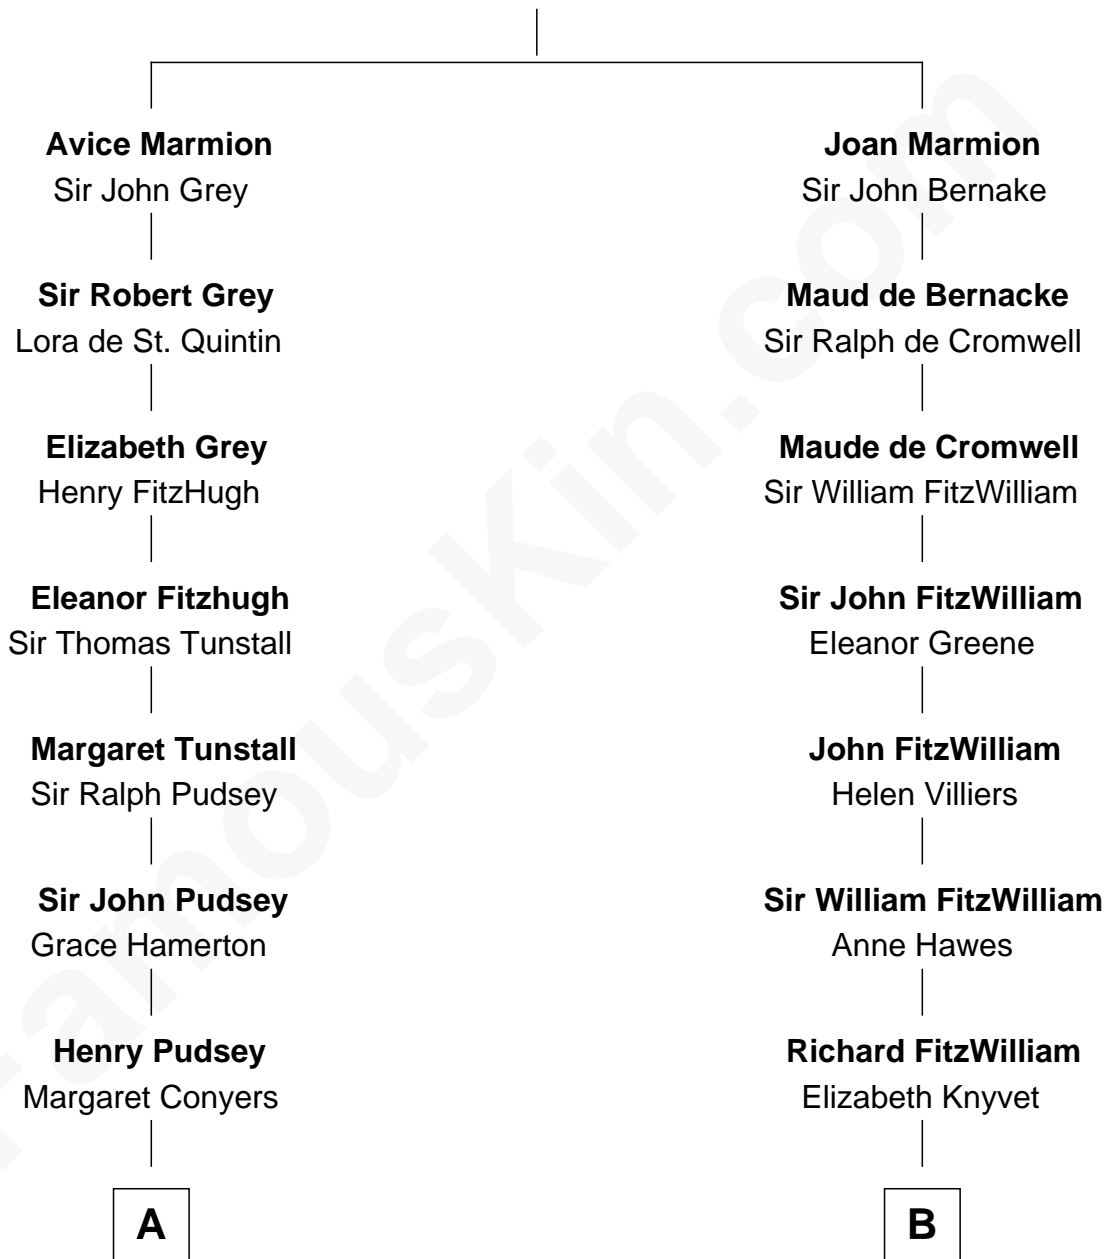 Avice Marmion
Sir John Grey
Joan Marmion
Sir John Bernake
Sir Robert Grey
Lora de St. Quintin
Maud de Bernacke
Sir Ralph de Cromwell
Elizabeth Grey
Henry FitzHugh
Maude de Cromwell
Sir William FitzWilliam
Eleanor Fitzhugh
Sir Thomas Tunstall
Sir John FitzWilliam
Eleanor Greene
Margaret Tunstall
Sir Ralph Pudsey
John FitzWilliam
Helen Villiers
Sir John Pudsey
Grace Hamerton
Sir William FitzWilliam
Anne Hawes
Henry Pudsey
Margaret Conyers
Richard FitzWilliam
Elizabeth Knyvet
A
B
FamousKin.com